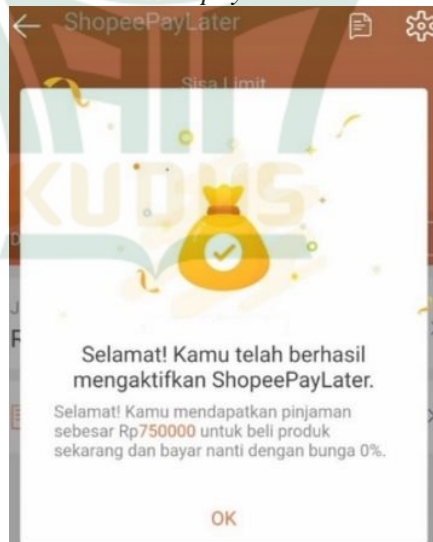 ShopeePayLater
Sisa Limit
KUDUS
Selamat! Kamu telah berhasil
mengaktifkan ShopeePayLater.
Selamat! Kamu mendapatkan pinjaman
sebesar Rp750000 untuk beli produk
sekarang dan bayar nanti dengan bunga 0%.
OK